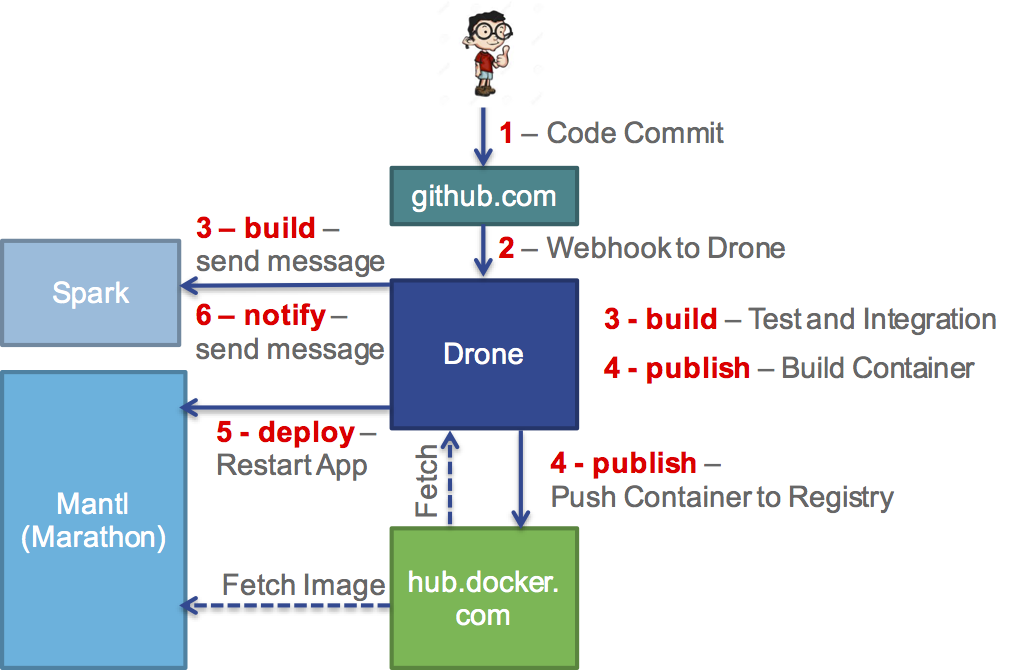 1 – Code Commit
github.com
2 – Webhook to Drone
3 – build –
send message
Spark
6 – notify –
send message
Drone
3 - build – Test and Integration
4 - publish – Build Container
5 - deploy –
Restart App
Fetch
4 - publish –
Push Container to Registry
Mantl
(Marathon)
Fetch Image
hub.docker.
com